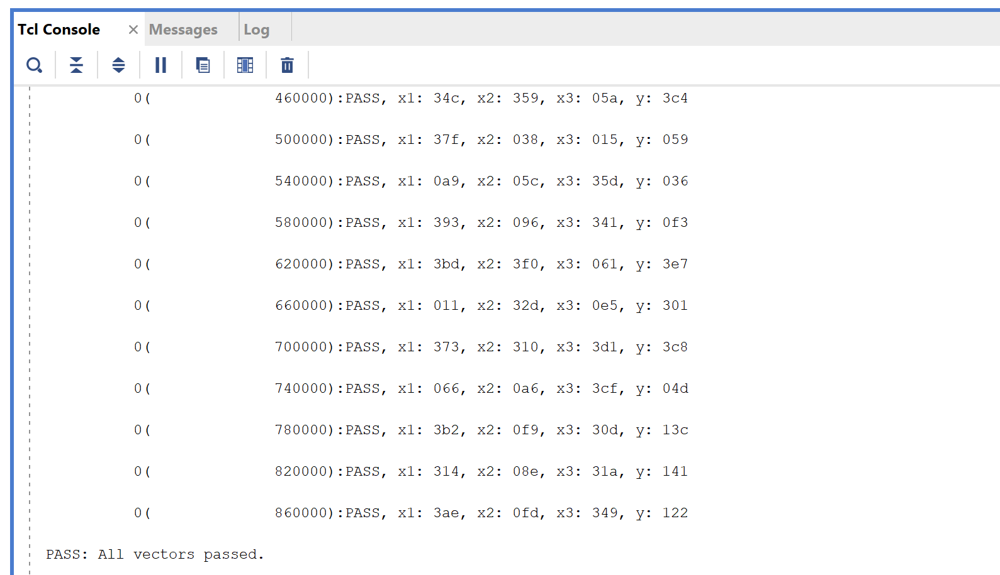 Tcl Console × Messages Log
0( 460000):PASS, x1: 34c, x2: 359, x3: 05a, y: 3c4
0( 500000):PASS, x1: 37f, x2: 038, x3: 015, y: 059
0( 540000):PASS, x1: 0a9, x2: 05c, x3: 35d, y: 036
0( 580000):PASS, x1: 393, x2: 096, x3: 341, y: 0f3
0( 620000):PASS, x1: 3bd, x2: 3f0, x3: 061, y: 3e7
0( 660000):PASS, x1: 011, x2: 32d, x3: 0e5, y: 301
0( 700000):PASS, x1: 373, x2: 310, x3: 3d1, y: 3c8
0( 740000):PASS, x1: 066, x2: 0a6, x3: 3cf, y: 04d
0( 780000):PASS, x1: 3b2, x2: 0f9, x3: 30d, y: 13c
0( 820000):PASS, x1: 314, x2: 08e, x3: 31a, y: 141
0( 860000):PASS, x1: 3ae, x2: 0fd, x3: 349, y: 122
PASS: All vectors passed.